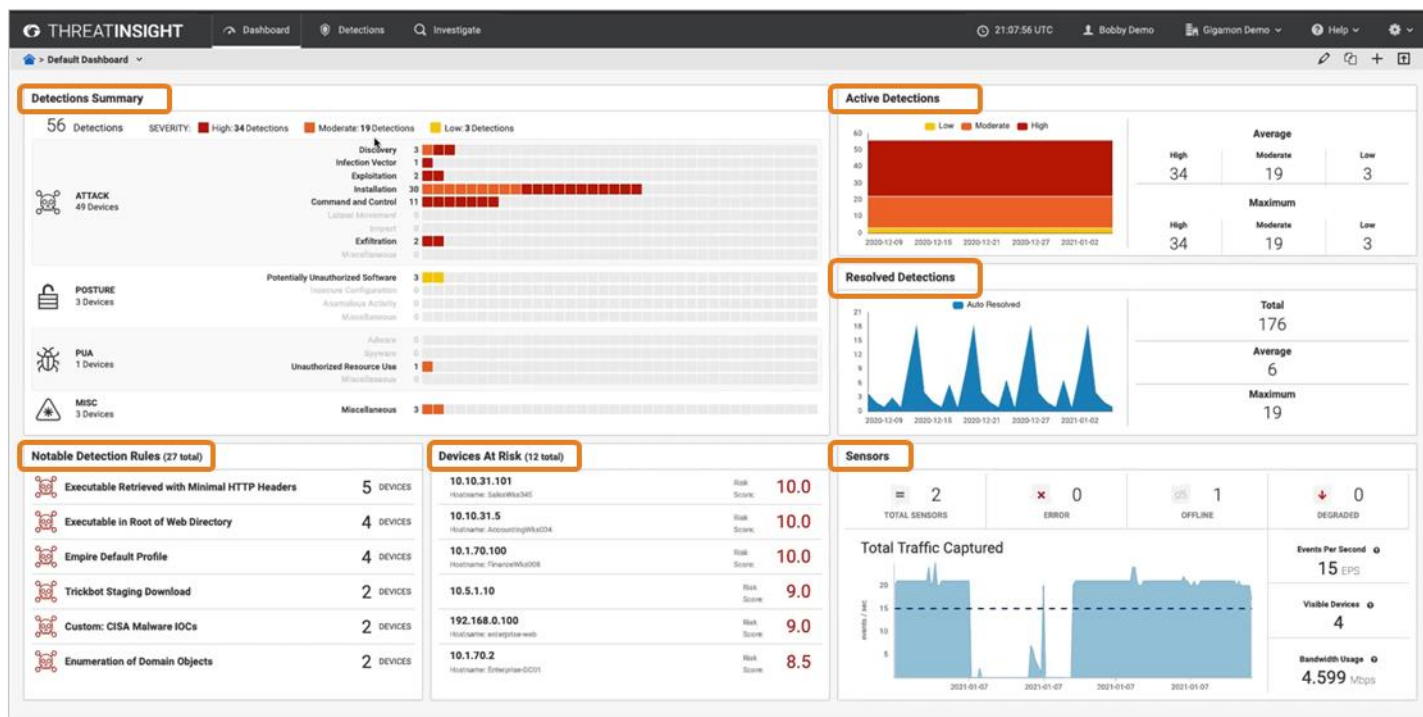 THREATINSIGHT Dashboard Detections Investigate 21:07:56 UTC Bobby Demo Gigamon Demo Help
> Default Dashboard
Detections Summary
56 Detections SEVERITY: High: 34 Detections Moderate: 19 Detections Low: 3 Detections
ATTACK
49 Devices
Discovery 3
Infection Vector 1
Exploitation 2
Installation 30
Command and Control 11
Lateral Movement 0
Impact 0
Exfiltration 2
Miscellaneous 0
POSTURE
3 Devices
Potentially Unauthorized Software 3
Insecure Configuration 0
Anomalous Activity 0
Miscellaneous 0
PUA
1 Devices
Adware 0
Spyware 0
Unauthorized Resource Use 1
Miscellaneous 0
MISC
3 Devices
Miscellaneous 3
Active Detections
Low Moderate High
60
50
40
30
20
10
0
2020-12-09 2020-12-15 2020-12-21 2020-12-27 2021-01-02
Average
High Moderate Low
34 19 3
Maximum
High Moderate Low
34 19 3
Resolved Detections
Auto Resolved
21
18
15
12
9
6
3
0
2020-12-09 2020-12-15 2020-12-21 2020-12-27 2021-01-02
Total
176
Average
6
Maximum
19
Notable Detection Rules (27 total)
Executable Retrieved with Minimal HTTP Headers 5 DEVICES
Executable in Root of Web Directory 4 DEVICES
Empire Default Profile 4 DEVICES
Trickbot Staging Download 2 DEVICES
Custom: CISA Malware IOCs 2 DEVICES
Enumeration of Domain Objects 2 DEVICES
Devices At Risk (12 total)
10.10.31.101
Hostname: SalesWks345
Risk Score: 10.0
10.10.31.5
Hostname: AccountingWks004
Risk Score: 10.0
10.1.70.100
Hostname: FinanceWks008
Risk Score: 10.0
10.5.1.10
Risk Score: 9.0
192.168.0.100
Hostname: enterprise-web
Risk Score: 9.0
10.1.70.2
Hostname: Enterprise-DC01
Risk Score: 8.5
Sensors
= 2
TOTAL SENSORS
0
ERROR
1
OFFLINE
0
DEGRADED
Total Traffic Captured
events / sec
20
15
10
5
2021-01-07 2021-01-07 2021-01-07 2021-01-07
Events Per Second
15 EPS
Visible Devices
4
Bandwidth Usage
4.599 Mbps